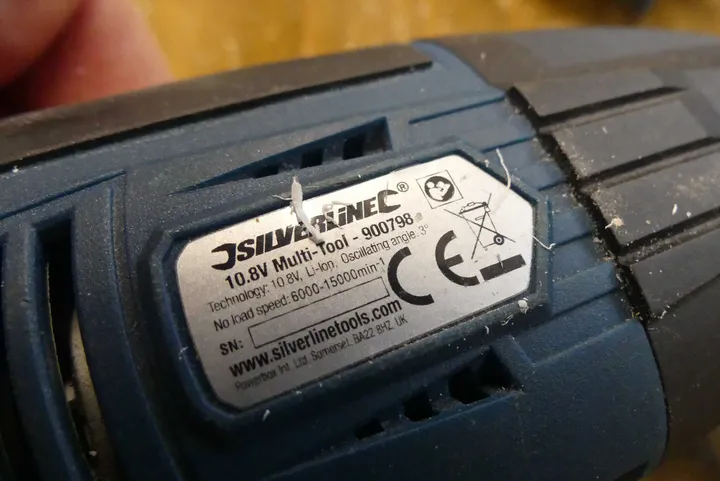 SILVERLINE®
10.8V Multi-Tool - 900798
Technology: 10.8V, Li-Ion, Oscillating angle: 3°
No load speed: 6000-15000min-1
SN:
CE
www.silverlinetools.com
Powerbox Int. Ltd Somerset, BA22 8HZ. UK